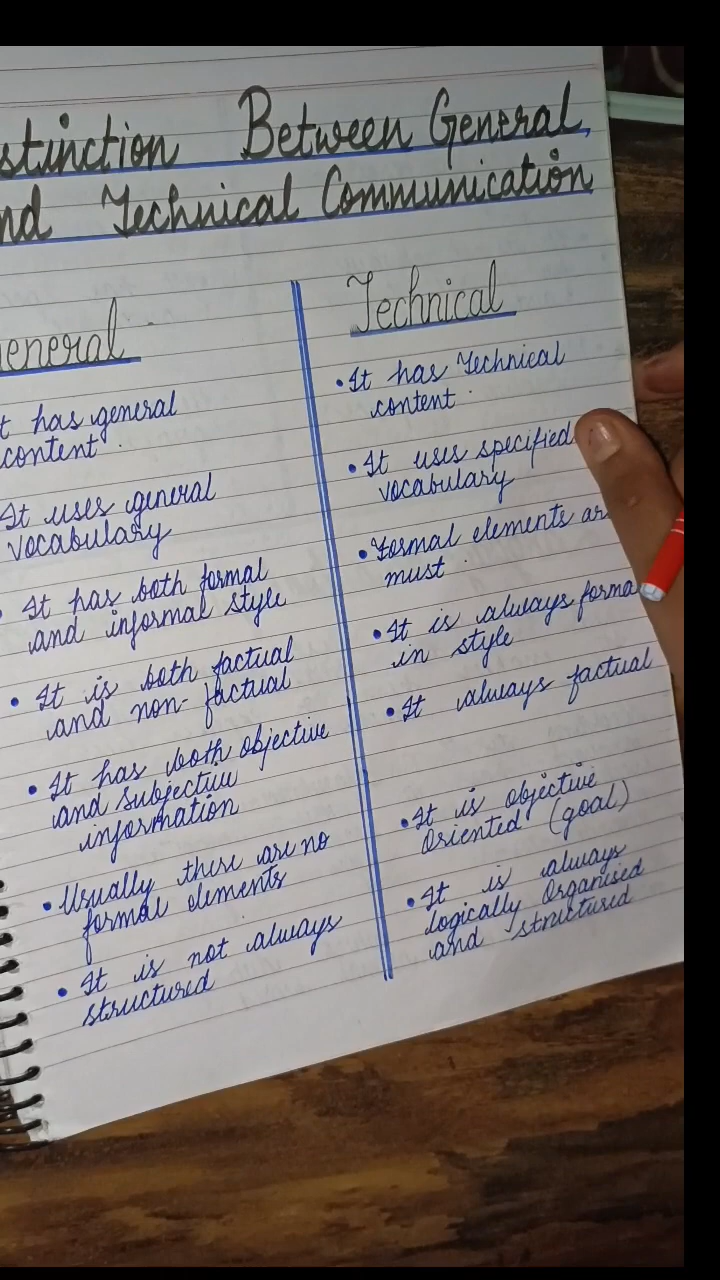 stinction Between General,
nd Technical Communication
eneral
t has general
content.
It uses general
vocabulary
• It has both formal
and informal style
• It is both factual
and non-factual
• It has both objective
and subjective
information
• Usually there are no
formal elements
• It is not always
structured
Technical
• It has Technical
content.
• It uses specified
vocabulary
• Formal elements ar
must.
• It is always forma
in style
• It always factual
• It is objective
Oriented (goal)
• It is always
logically Organised
and structured